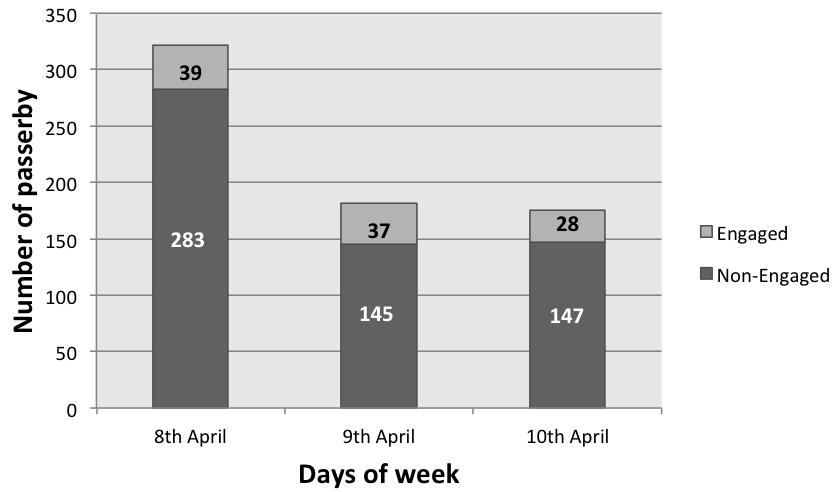 350
300
250
200
150
100
50
0
Number of passerby
39
283
37
145
28
147
8th April
9th April
10th April
Days of week
Engaged
Non-Engaged